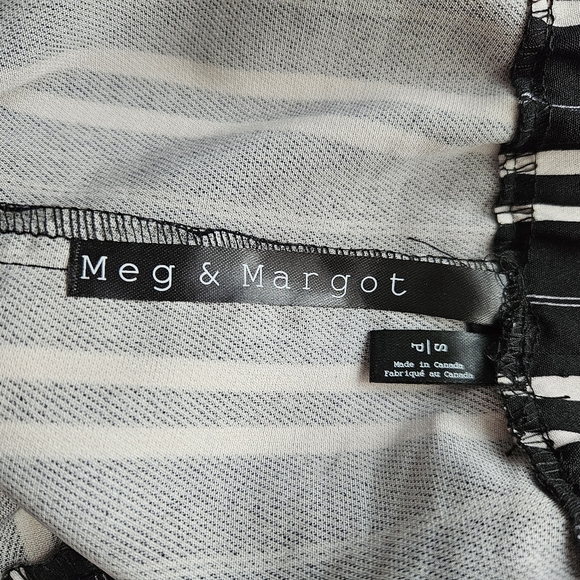 Meg & Margot
S|P
Made in Canada
Fabriqué au Canada